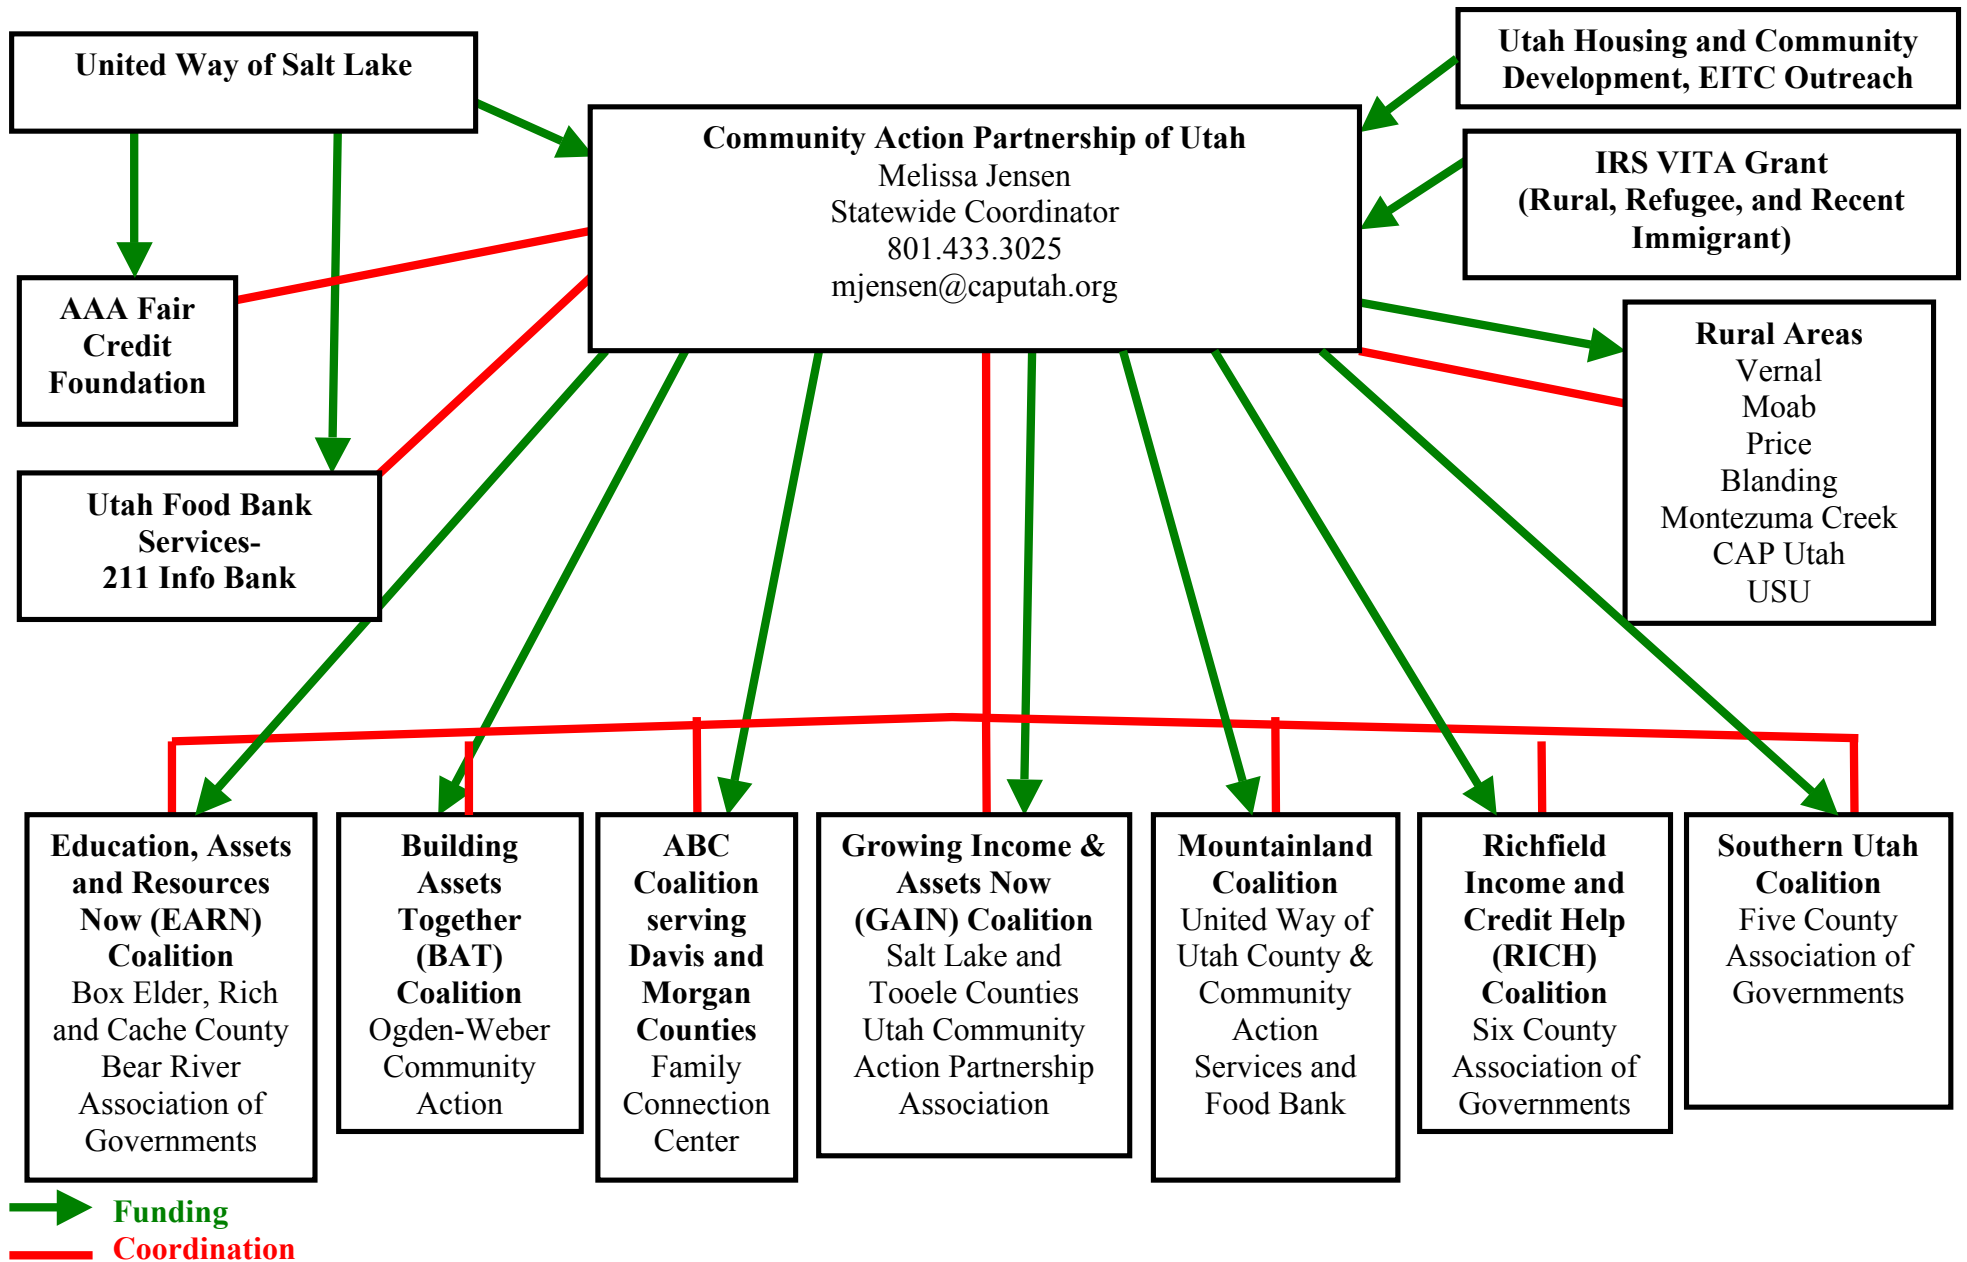 United Way of Salt Lake
Utah Housing and Community
Development, EITC Outreach
Community Action Partnership of Utah
Melissa Jensen
Statewide Coordinator
801.433.3025
mjensen@caputah.org
IRS VITA Grant
(Rural, Refugee, and Recent
Immigrant)
AAA Fair
Credit
Foundation
Rural Areas
Vernal
Moab
Price
Blanding
Montezuma Creek
CAP Utah
USU
Utah Food Bank
Services-
211 Info Bank
Education, Assets
and Resources
Now (EARN)
Coalition
Box Elder, Rich
and Cache County
Bear River
Association of
Governments
Building
Assets
Together
(BAT)
Coalition
Ogden-Weber
Community
Action
ABC
Coalition
serving
Davis and
Morgan
Counties
Family
Connection
Center
Growing Income &
Assets Now
(GAIN) Coalition
Salt Lake and
Tooele Counties
Utah Community
Action Partnership
Association
Mountainland
Coalition
United Way of
Utah County &
Community
Action
Services and
Food Bank
Richfield
Income and
Credit Help
(RICH)
Coalition
Six County
Association of
Governments
Southern Utah
Coalition
Five County
Association of
Governments
Funding
Coordination